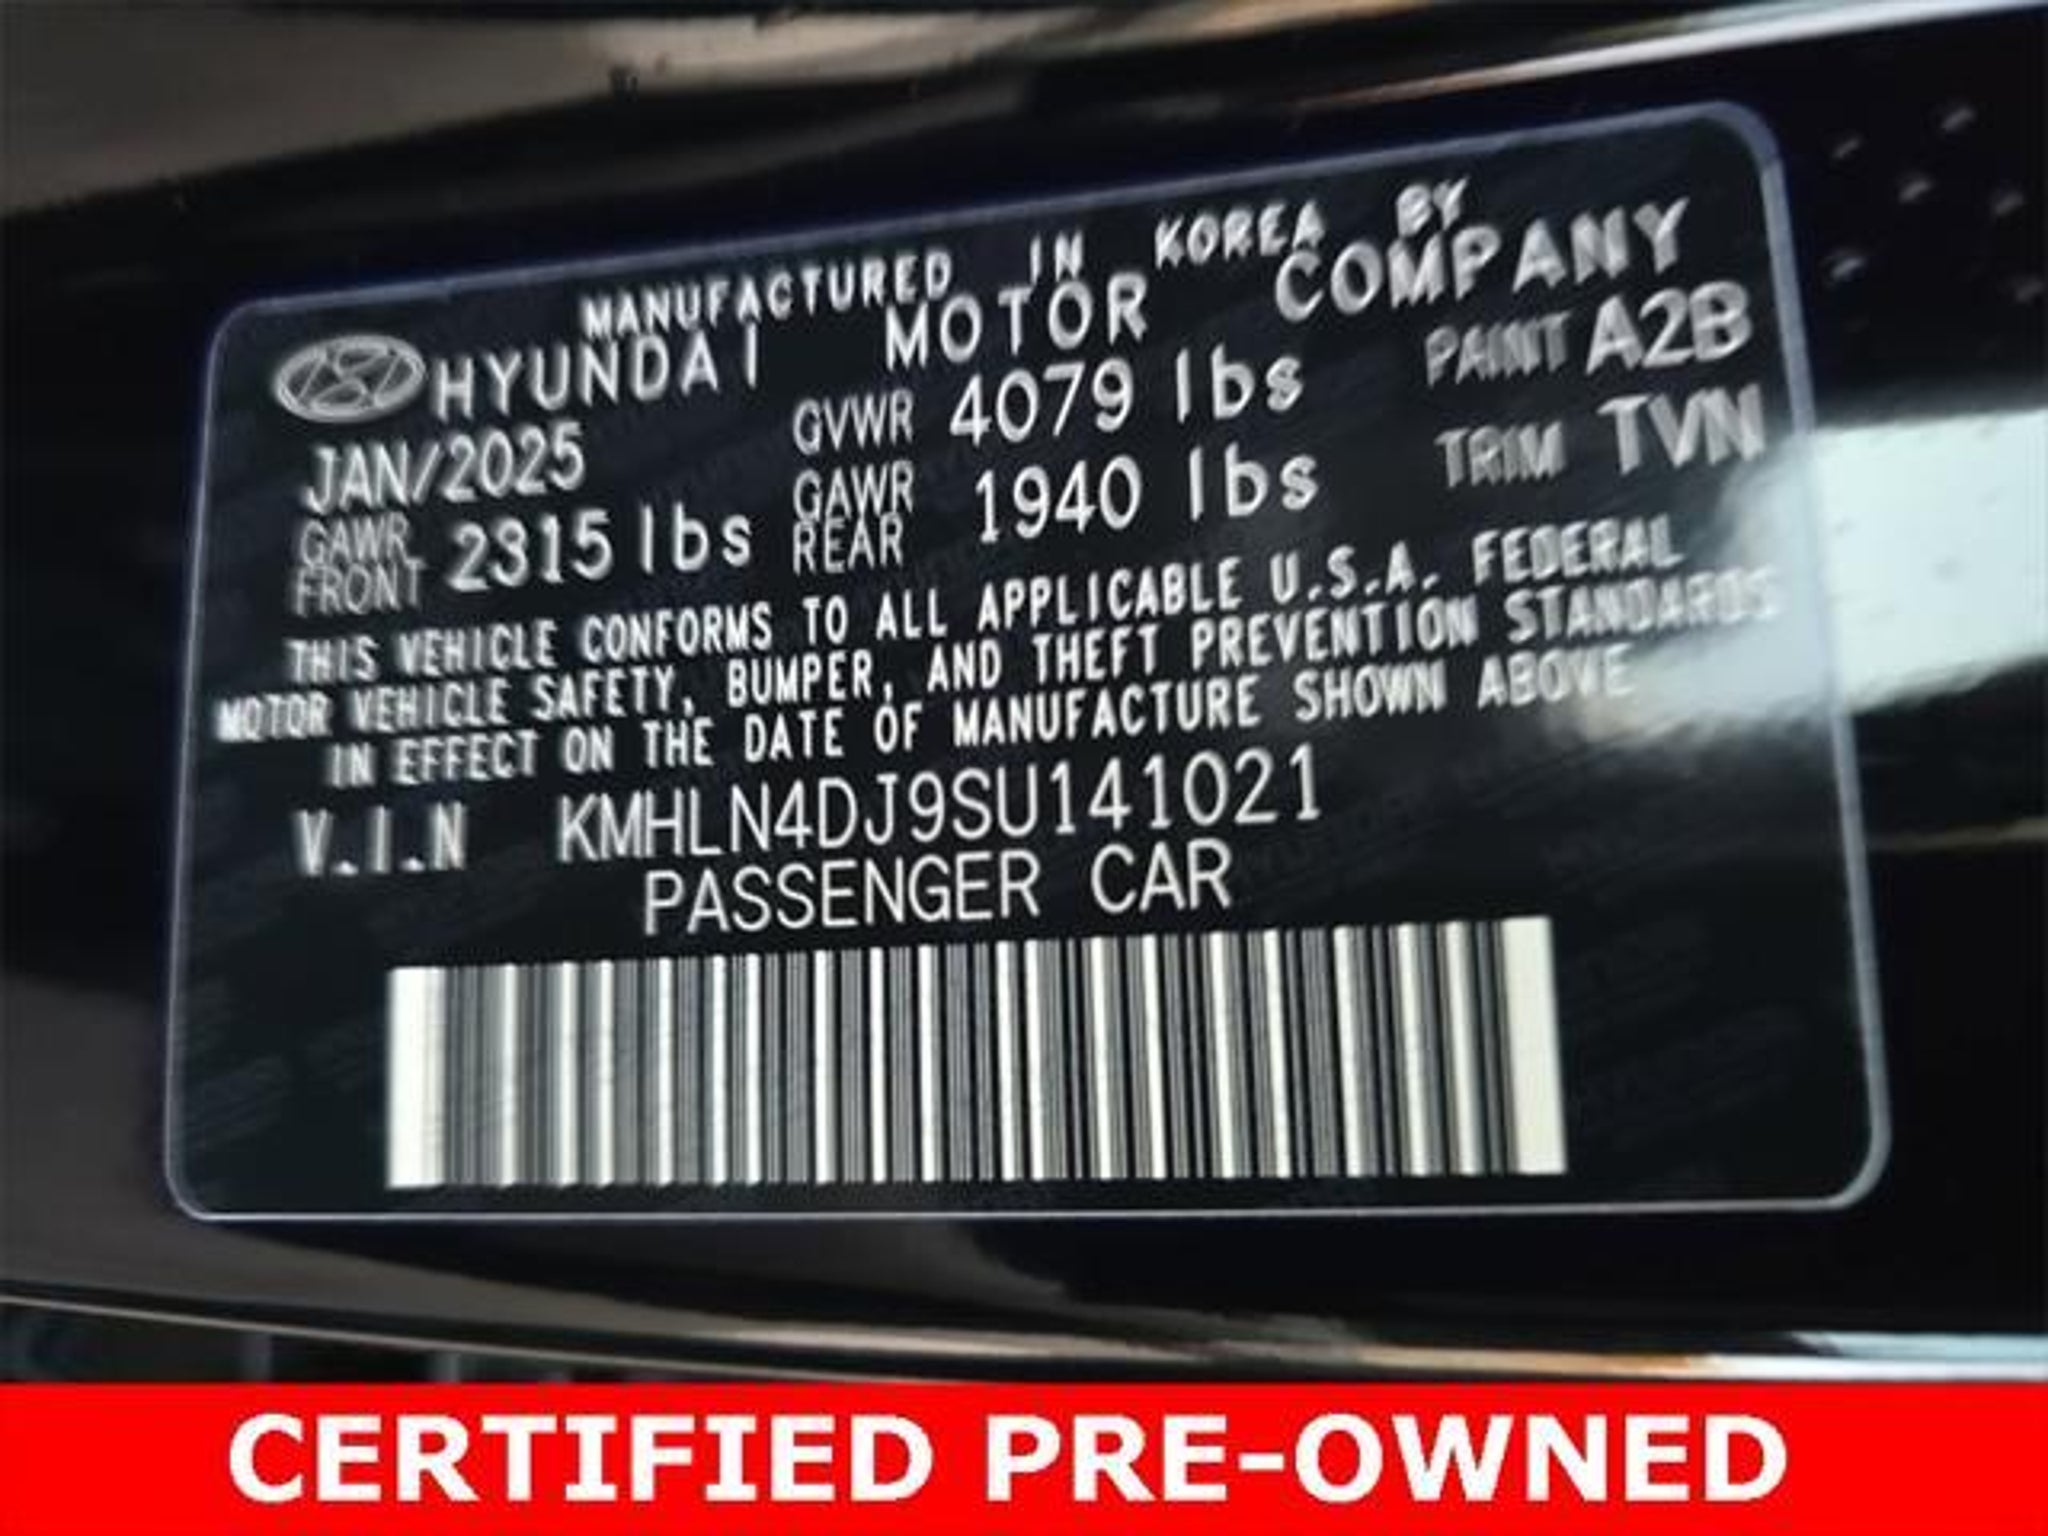 MANUFACTURED IN KOREA BY
HYUNDAI MOTOR COMPANY
JAN/2025 GVWR 4079 lbs PAINT A2B
GAWR FRONT 2315 lbs GAWR REAR 1940 lbs TRIM TVN
THIS VEHICLE CONFORMS TO ALL APPLICABLE U.S.A. FEDERAL
MOTOR VEHICLE SAFETY, BUMPER, AND THEFT PREVENTION STANDARDS
IN EFFECT ON THE DATE OF MANUFACTURE SHOWN ABOVE
V.I.N KMHLN4DJ9SU141021
PASSENGER CAR
CERTIFIED PRE-OWNED